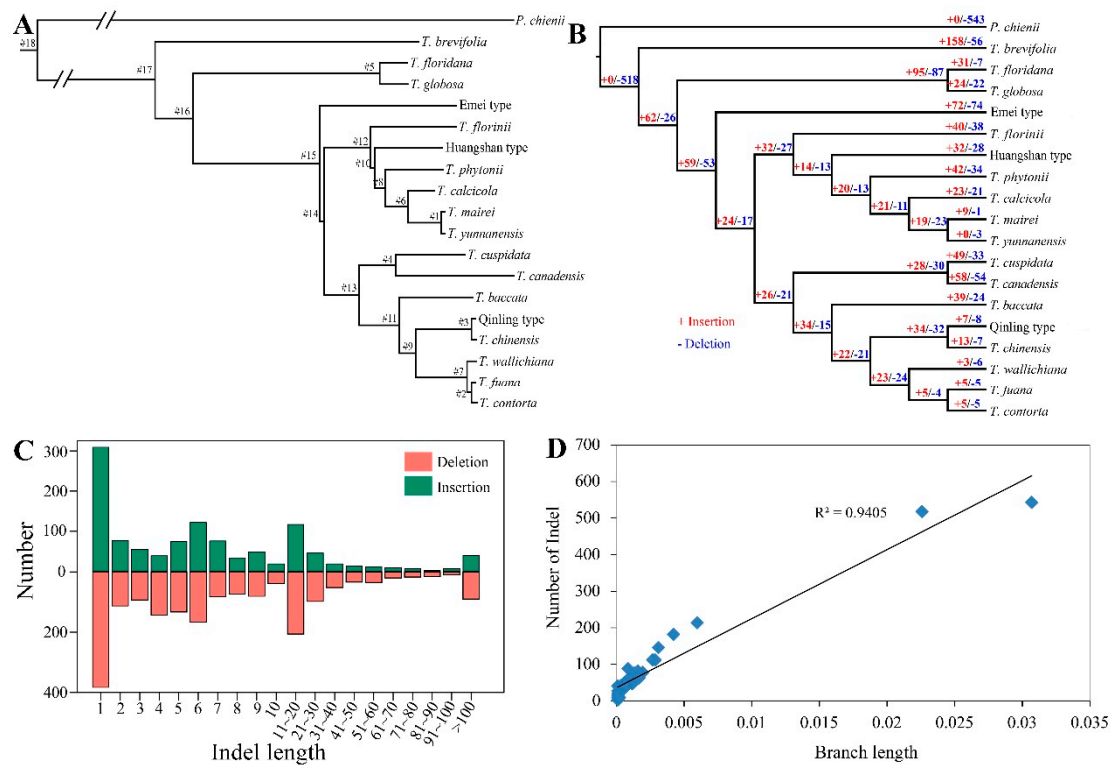 A
P. chienii
#18
T. brevifolia
#17
T. floridana
#5
T. globosa
#16
Emei type
#15
T. florinii
#12
Huangshan type
#10
T. phytonii
#8
T. calcicola
#6
T. mairei
#1
T. yunnanensis
#14
T. cuspidata
#4
T. canadensis
#13
T. baccata
#11
Qinling type
#3
T. chinensis
#9
T. wallichiana
#7
T. fuana
#2
T. contorta
B
+0/-543
P. chienii
+158/-56
T. brevifolia
+0/-518
+31/-7
T. floridana
+95/-87
+24/-22
T. globosa
+62/-26
+72/-74
Emei type
+59/-53
+40/-38
T. florinii
+32/-27
+32/-28
Huangshan type
+14/-13
+42/-34
T. phytonii
+20/-13
+23/-21
T. calcicola
+21/-11
+9/-1
T. mairei
+19/-23
+0/-3
T. yunnanensis
+24/-17
+49/-33
T. cuspidata
+28/-30
+58/-54
T. canadensis
+26/-21
+39/-24
T. baccata
+34/-15
+7/-8
Qinling type
+34/-32
+13/-7
T. chinensis
+22/-21
+3/-6
T. wallichiana
+23/-24
+5/-5
T. fuana
+5/-4
+5/-5
T. contorta
+ Insertion
- Deletion
C
Deletion
Insertion
Number
300
200
100
0
200
400
1 2 3 4 5 6 7 8 9 10 11~20 21~30 31~40 41~50 51~60 61~70 71~80 81~90 91~100 >100
Indel length
D
R² = 0.9405
Number of Indel
700
600
500
400
300
200
100
0
0 0.005 0.01 0.015 0.02 0.025 0.03 0.035
Branch length